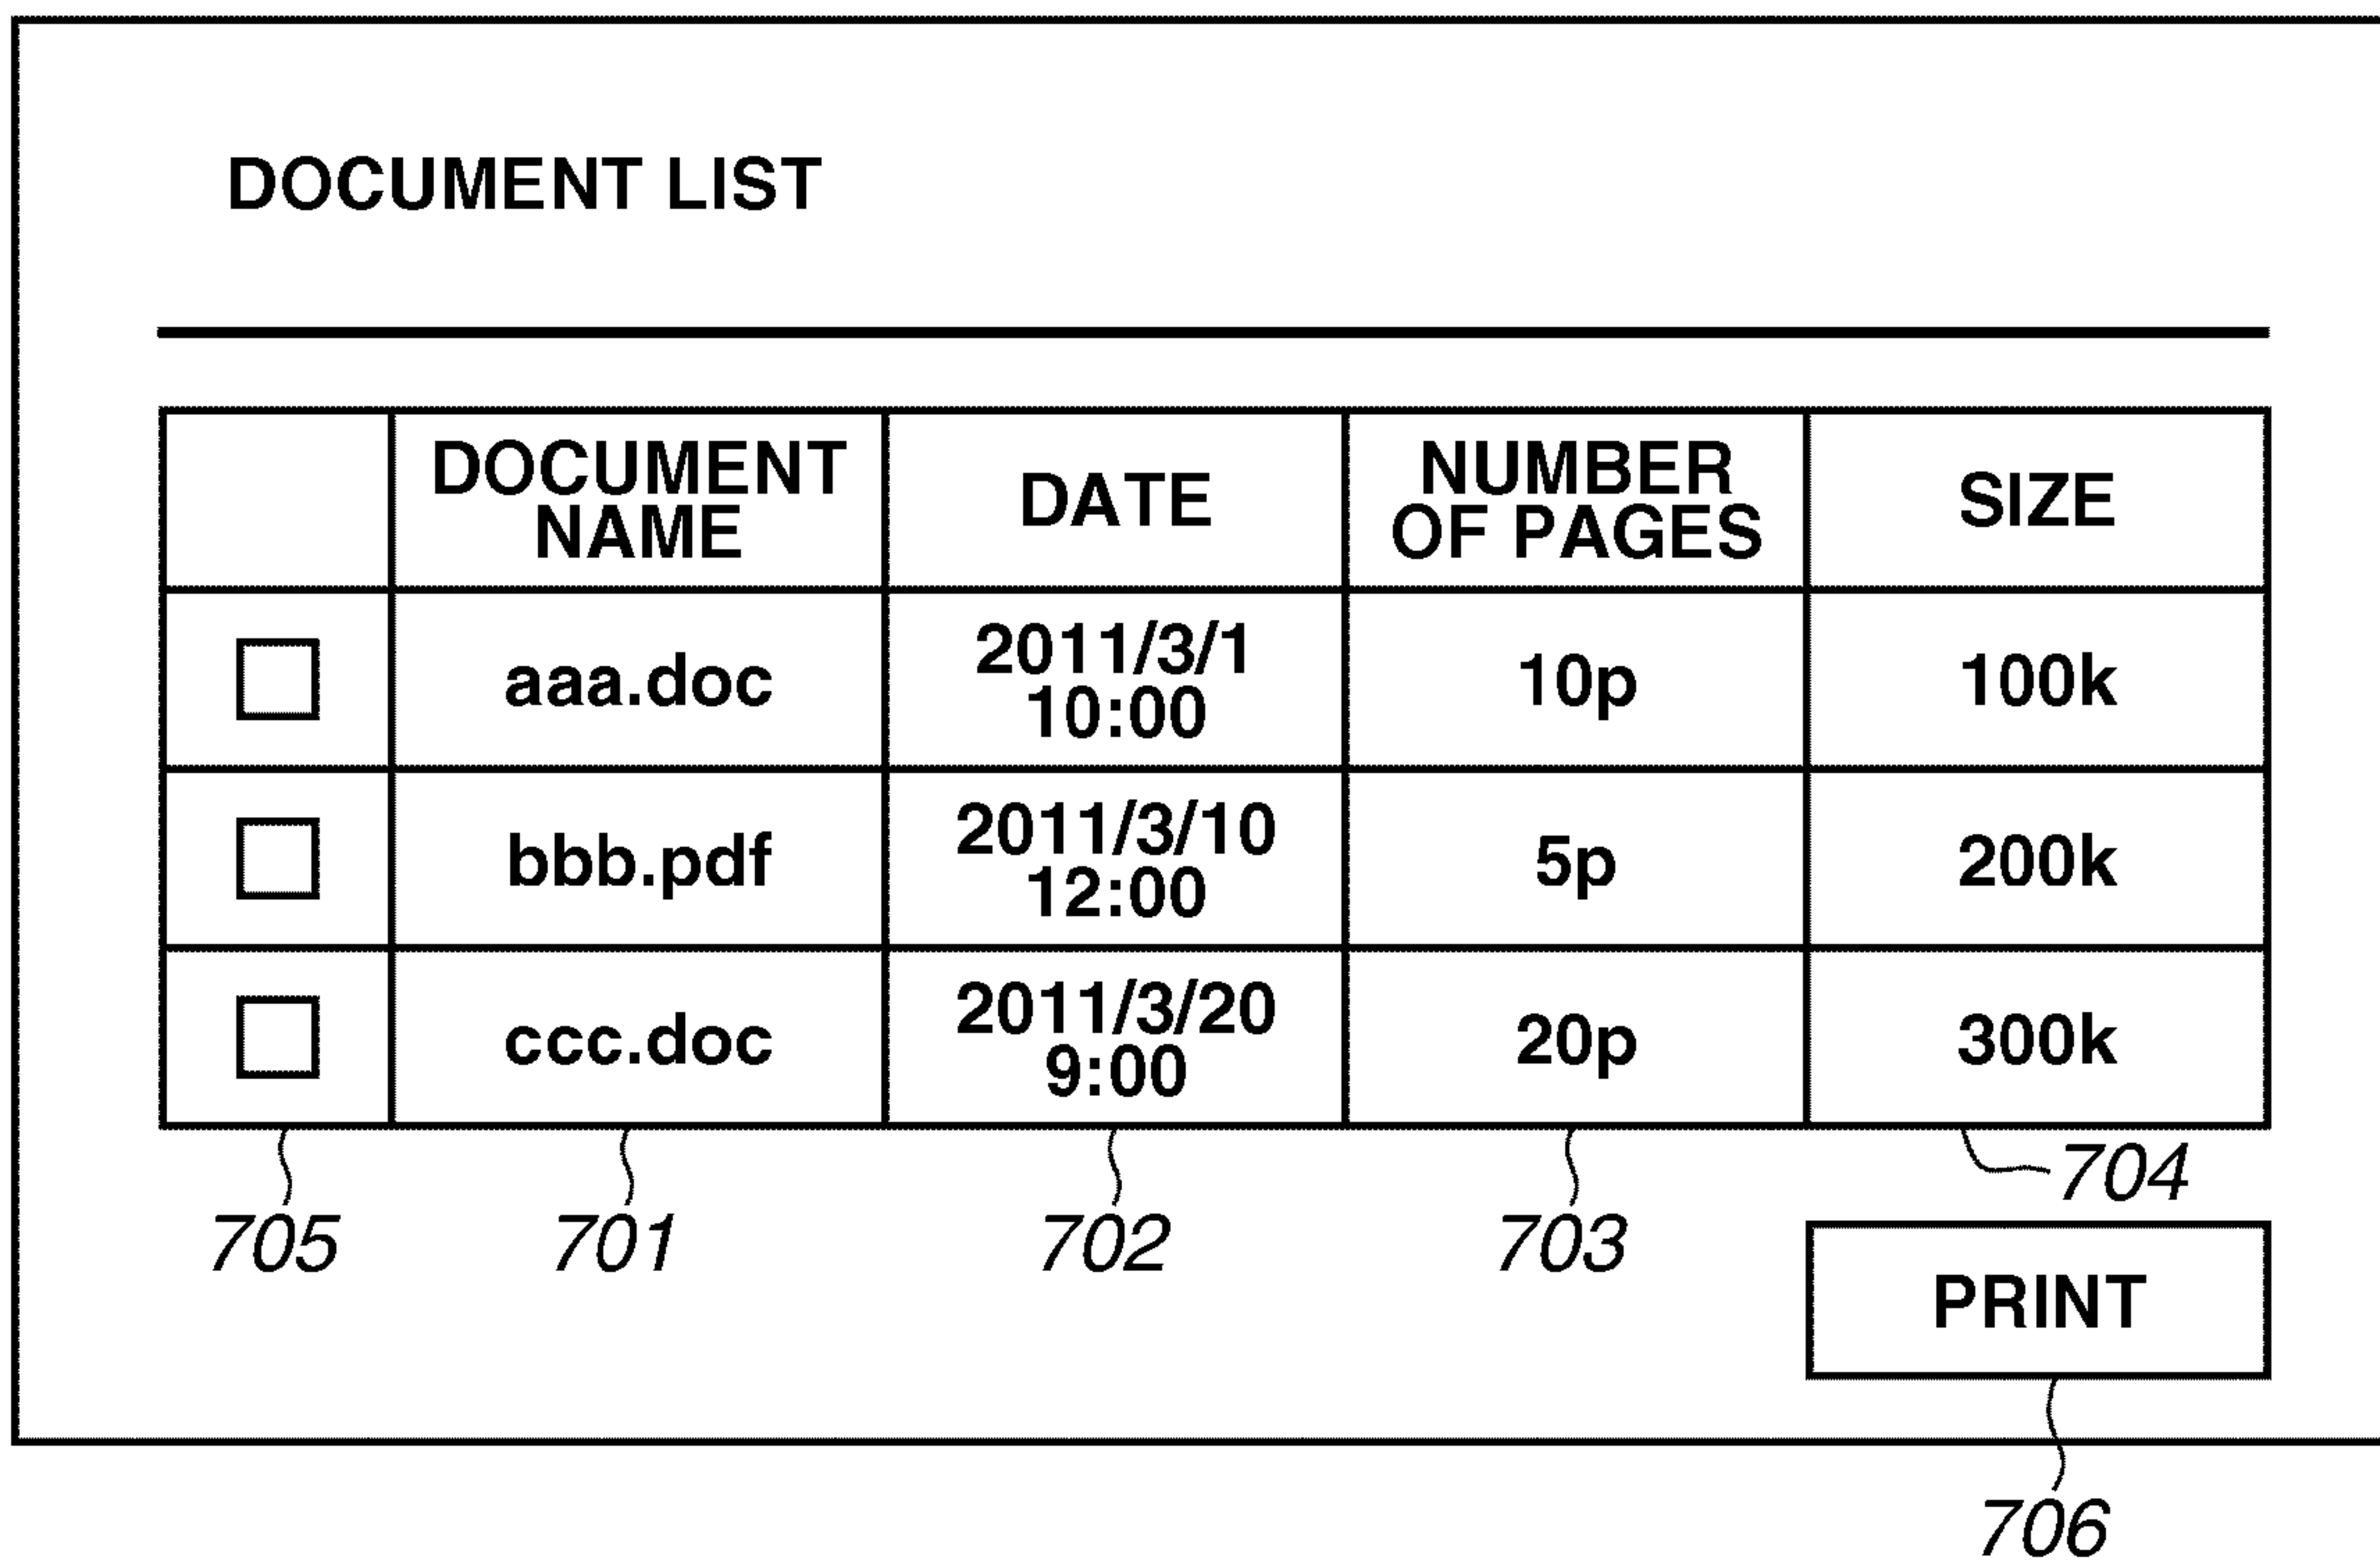 DOCUMENT LIST
DOCUMENT
NAME
DATE
NUMBER
OF PAGES
SIZE
aaa.doc
2011/3/1
10:00
10p
100k
bbb.pdf
2011/3/10
12:00
5p
200k
ccc.doc
2011/3/20
9:00
20p
300k
705
701
702
703
704
PRINT
706